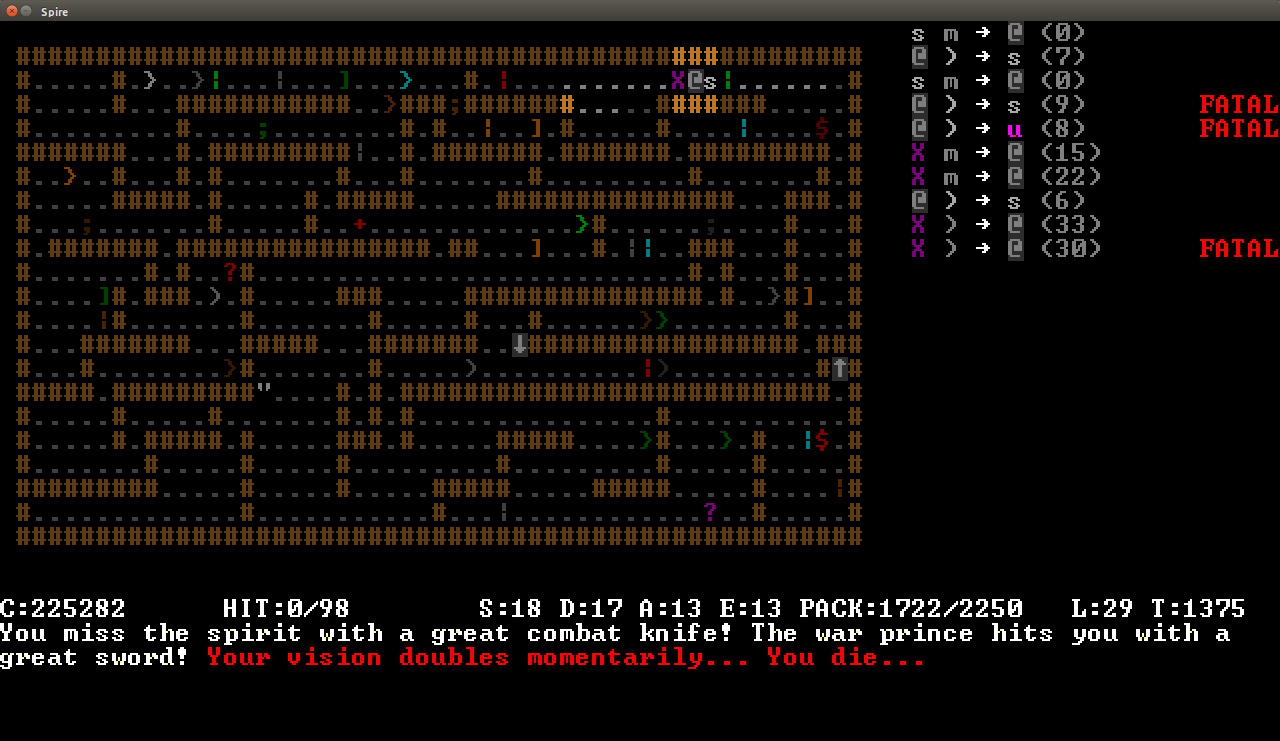 Spire
s m → @ (0)
@ ) → s (7)
s m → @ (0)
@ ) → s (9) FATAL
@ ) → u (8) FATAL
X m → @ (15)
X m → @ (22)
@ ) → s (6)
X ) → @ (33)
X ) → @ (30) FATAL
C:225282 HIT:0/98 S:18 D:17 A:13 E:13 PACK:1722/2250 L:29 T:1375
You miss the spirit with a great combat knife! The war prince hits you with a
great sword! Your vision doubles momentarily... You die...